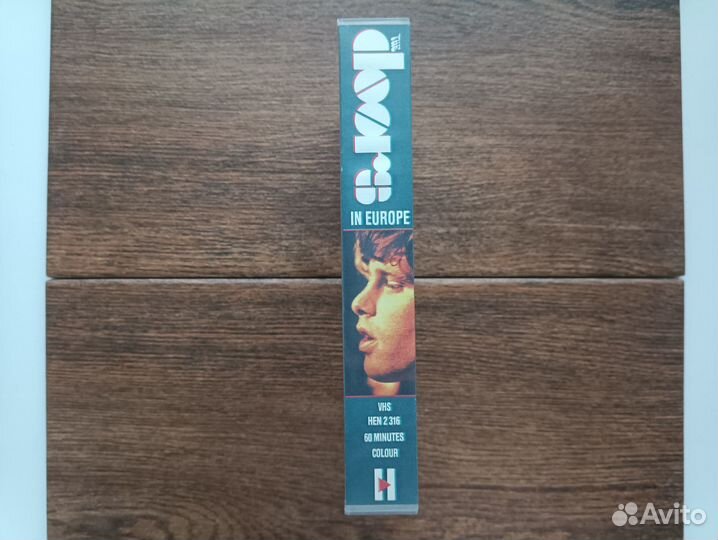 the
doors
IN EUROPE
VHS
HEN 2 316
60 MINUTES
COLOUR
H
Avito